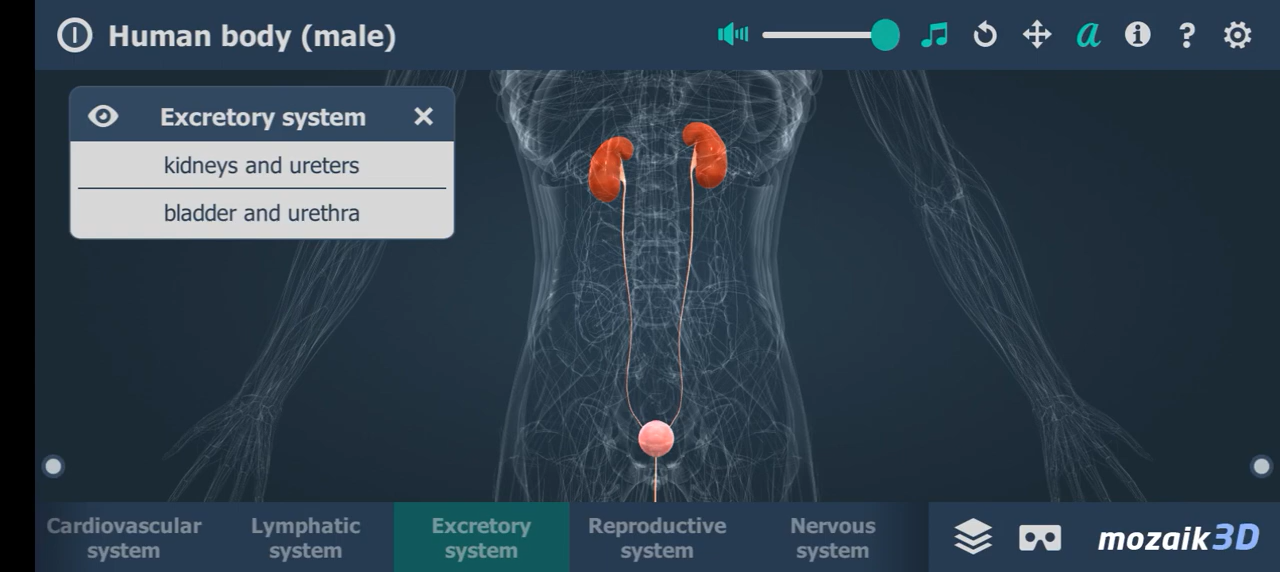 Human body (male)
Excretory system
kidneys and ureters
bladder and urethra
Cardiovascular
system
Lymphatic
system
Excretory
system
Reproductive
system
Nervous
system
mozaik3D